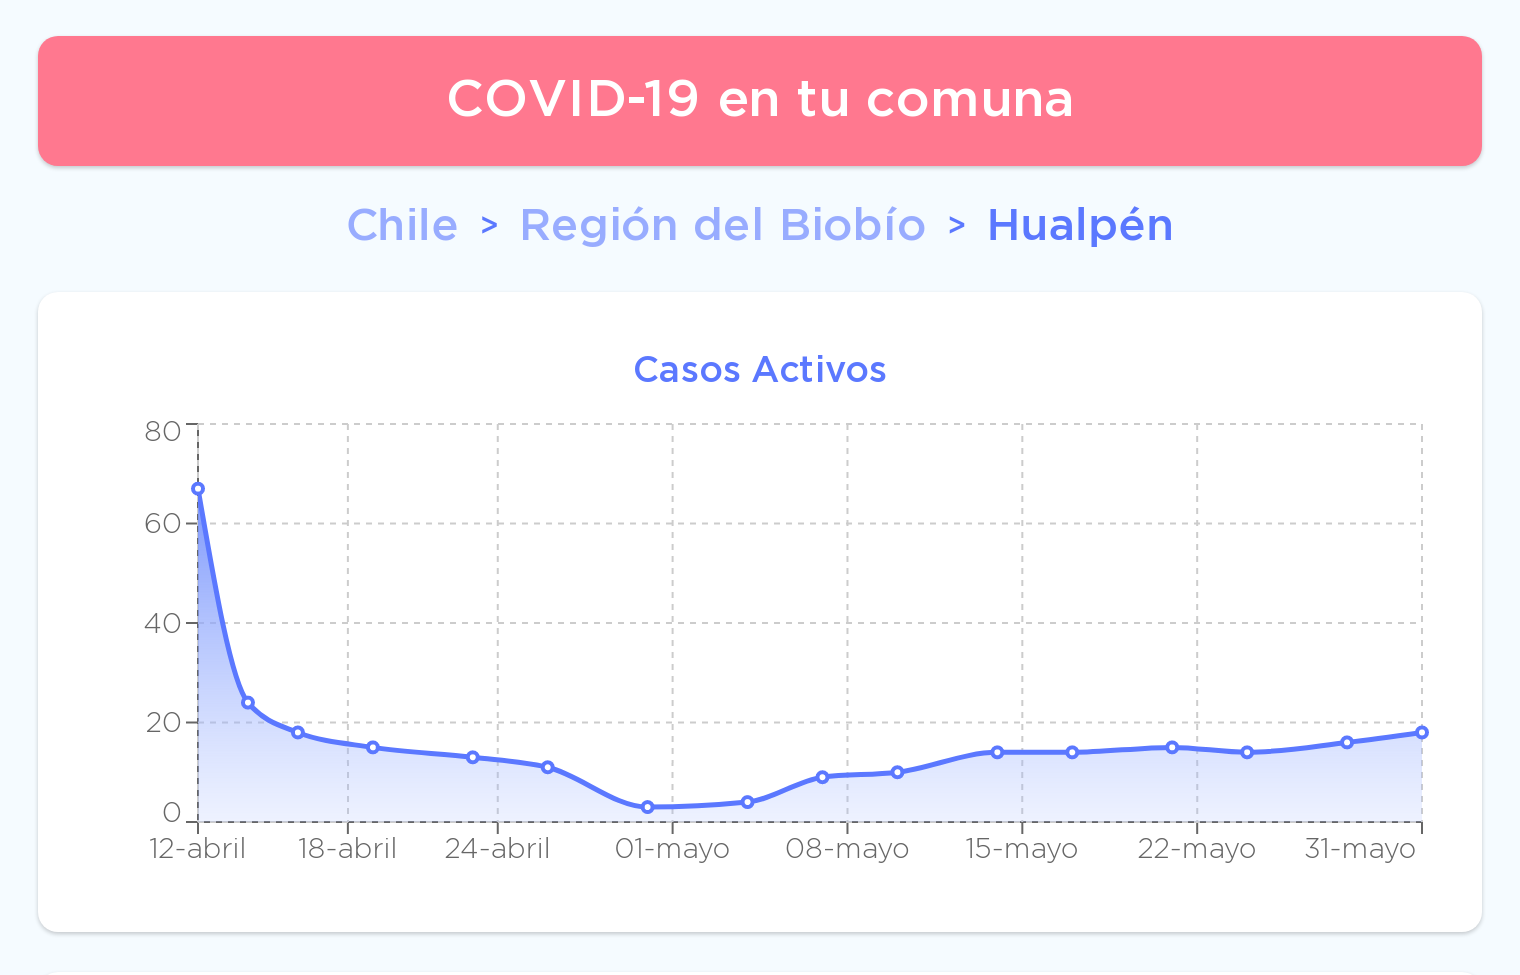 COVID-19 en tu comuna
Chile > Región del Biobío > Hualpén
Casos Activos
80
60
40
20
0
12-abril 18-abril 24-abril 01-mayo 08-mayo 15-mayo 22-mayo 31-mayo